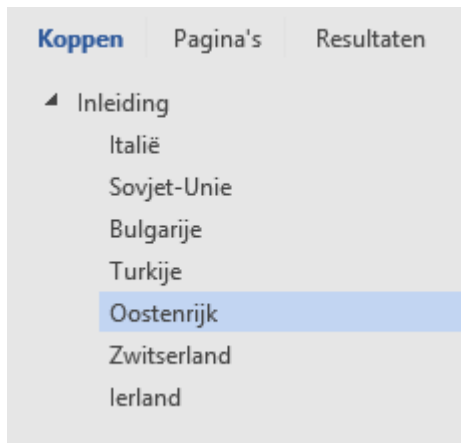 Koppen Pagina's Resultaten
Inleiding
Italië
Sovjet-Unie
Bulgarije
Turkije
Oostenrijk
Zwitserland
Ierland